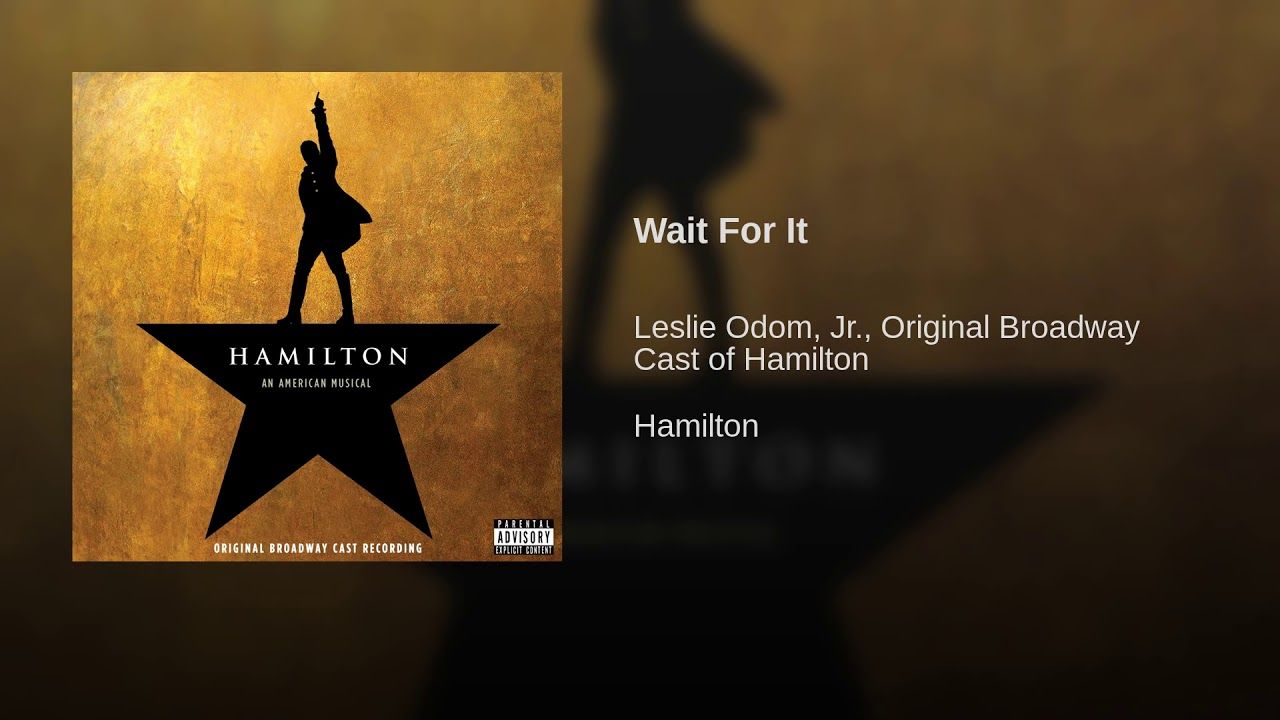 HAMILTON
AN AMERICAN MUSICAL
ORIGINAL BROADWAY CAST RECORDING
PARENTAL
ADVISORY
EXPLICIT CONTENT
Wait For It
Leslie Odom, Jr., Original Broadway
Cast of Hamilton
Hamilton